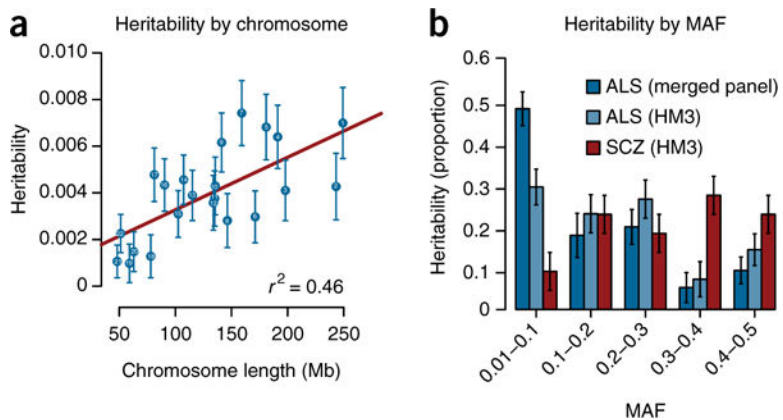 a
Heritability by chromosome
0.010
0.008
0.006
0.004
0.002
0
Heritability
r² = 0.46
50 100 150 200 250
Chromosome length (Mb)
b
Heritability by MAF
0.6
0.5
0.4
0.3
0.2
0.1
0
Heritability (proportion)
ALS (merged panel)
ALS (HM3)
SCZ (HM3)
0.01–0.1
0.1–0.2
0.2–0.3
0.3–0.4
0.4–0.5
MAF